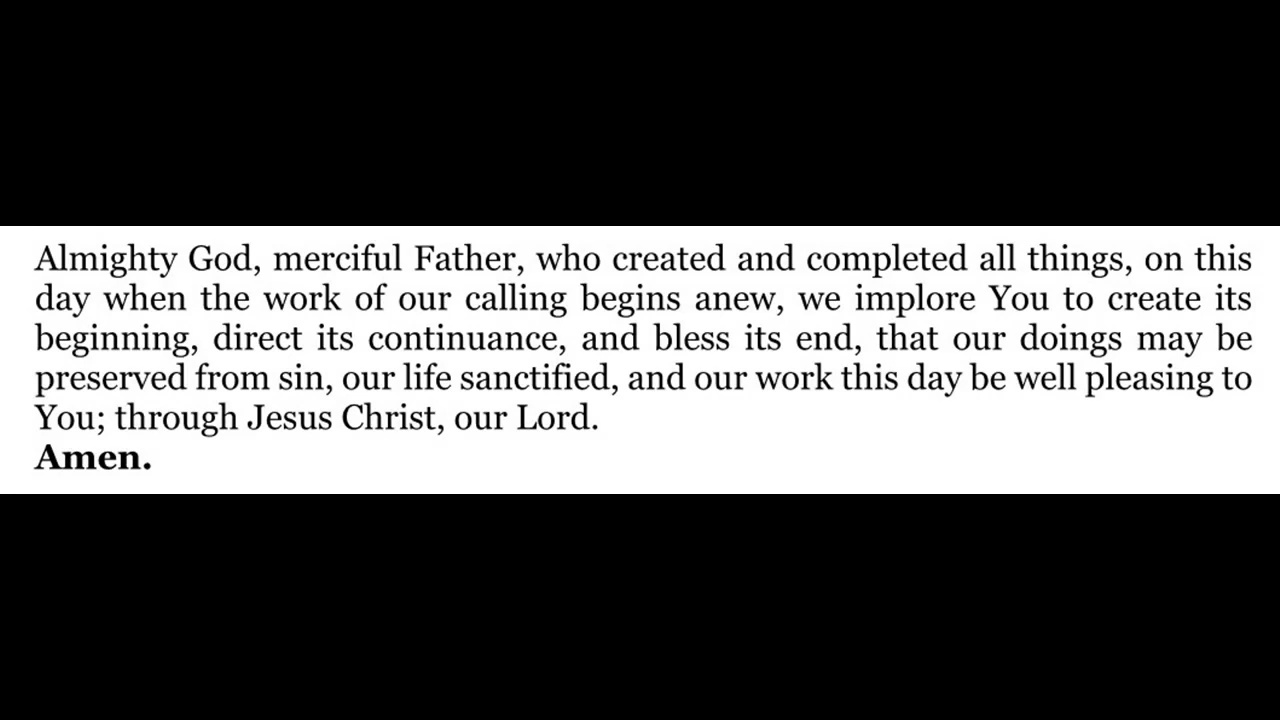 Almighty God, merciful Father, who created and completed all things, on this
day when the work of our calling begins anew, we implore You to create its
beginning, direct its continuance, and bless its end, that our doings may be
preserved from sin, our life sanctified, and our work this day be well pleasing to
You; through Jesus Christ, our Lord.
Amen.